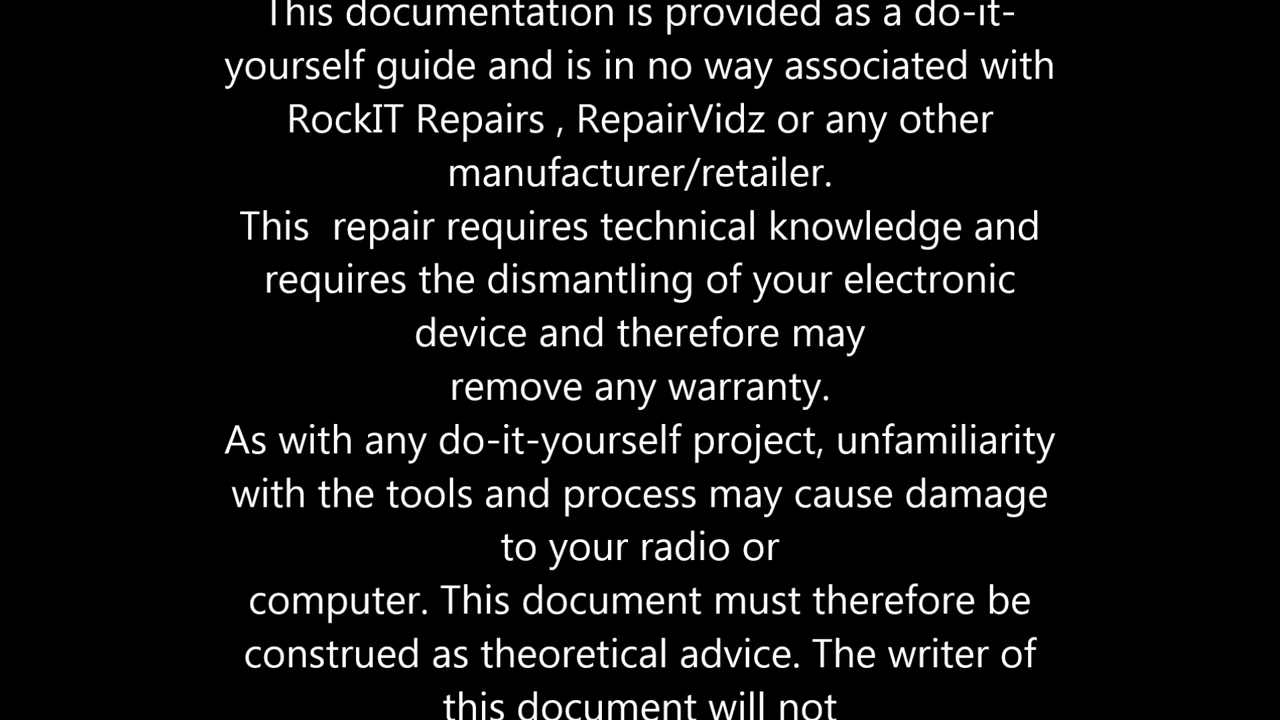 This documentation is provided as a do-it-
yourself guide and is in no way associated with
RockIT Repairs , RepairVidz or any other
manufacturer/retailer.
This  repair requires technical knowledge and
requires the dismantling of your electronic
device and therefore may
remove any warranty.
As with any do-it-yourself project, unfamiliarity
with the tools and process may cause damage
to your radio or
computer. This document must therefore be
construed as theoretical advice. The writer of
this document will not